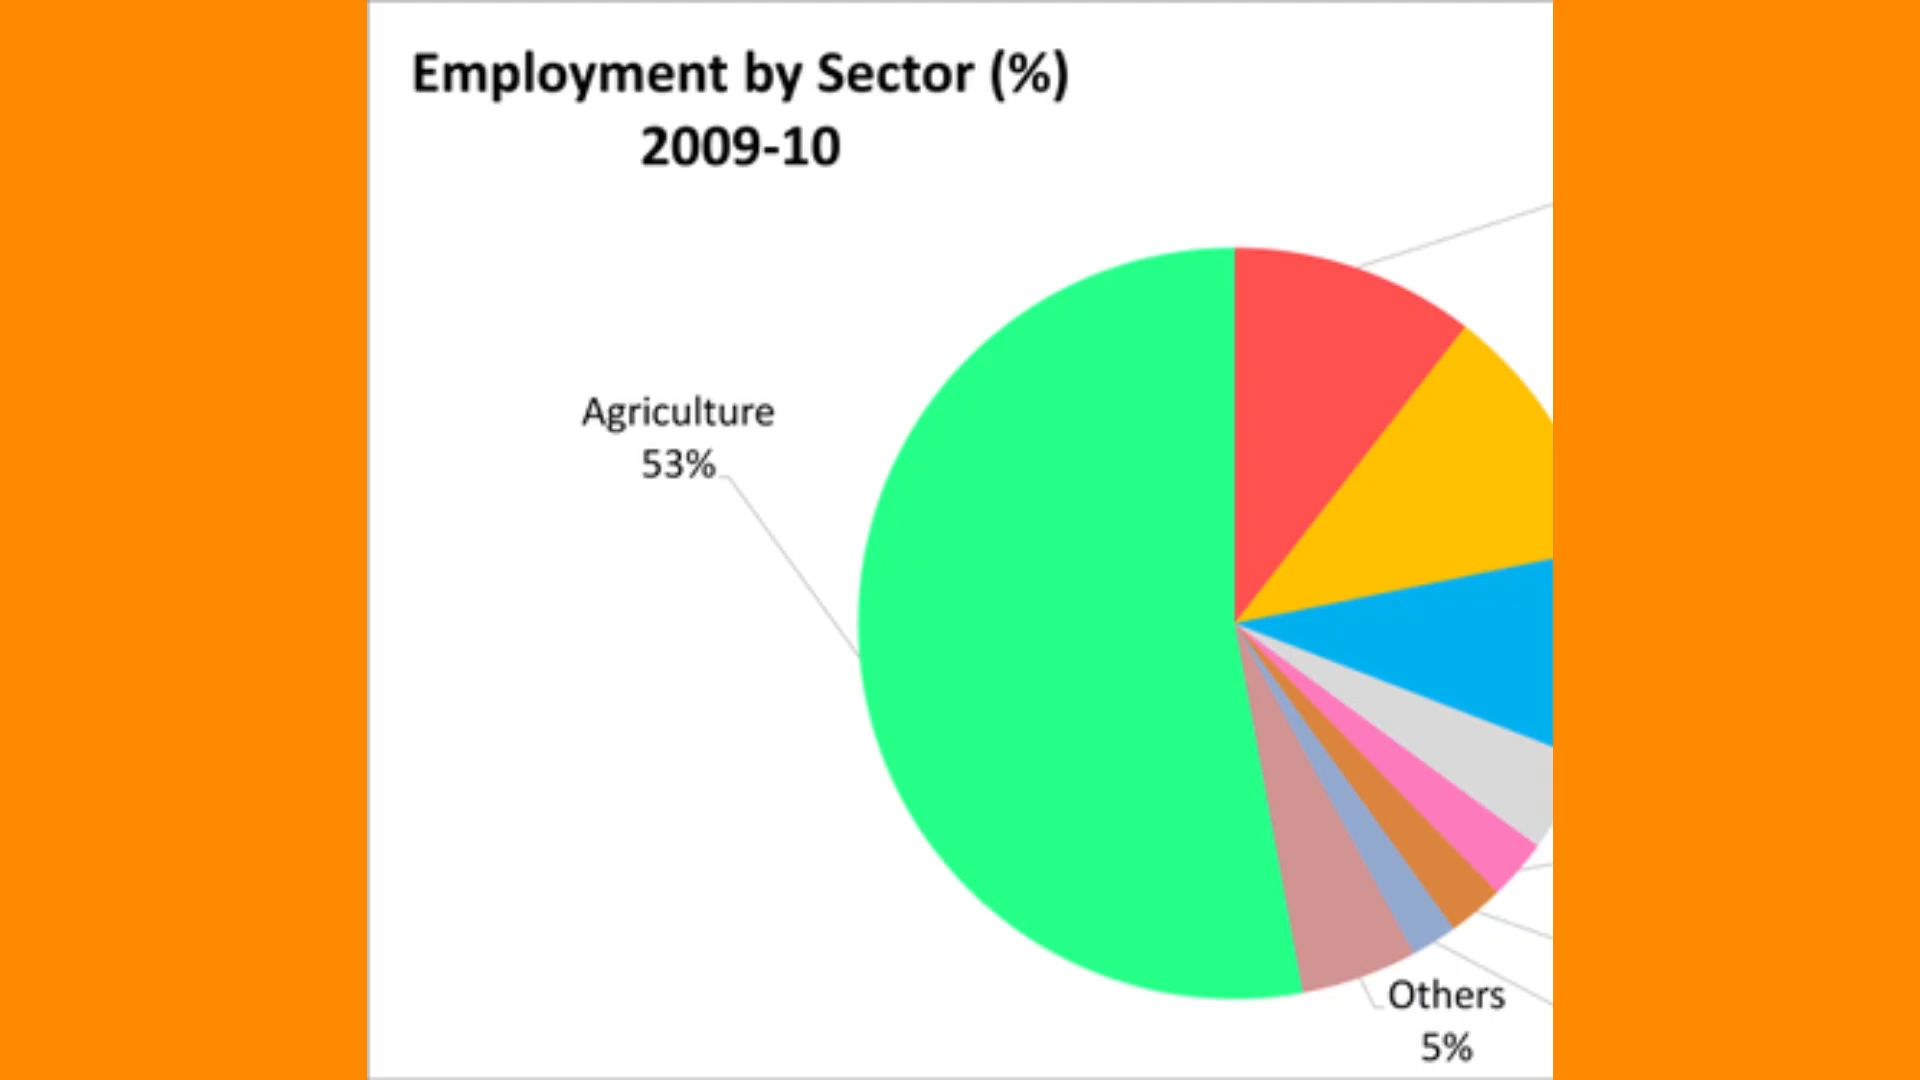 Employment by Sector (%)
2009-10
Agriculture
53%
Others
5%